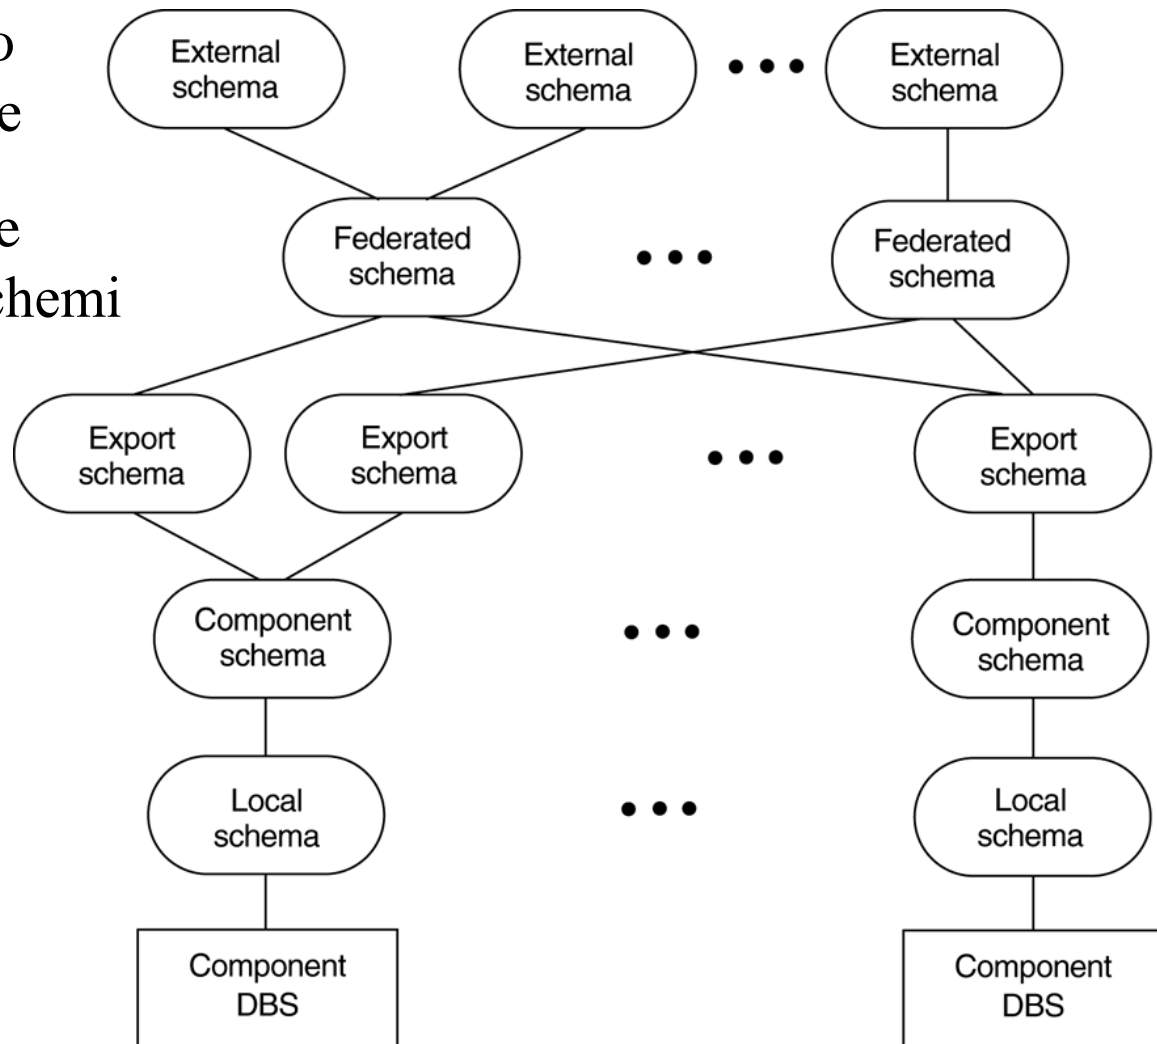 External
schema
External
schema
External
schema
Federated
schema
Federated
schema
Export
schema
Export
schema
Export
schema
Component
schema
Component
schema
Local
schema
Local
schema
Component
DBS
Component
DBS